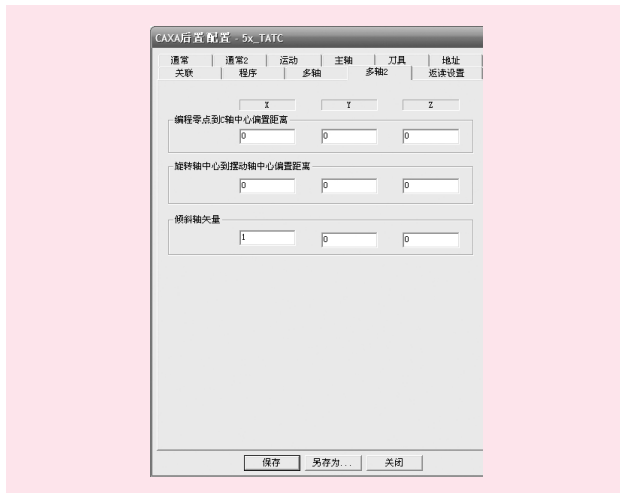 CAXA后置配置 - 5x_TATC
通常 通常2 运动 主轴 刀具 地址
关联 程序 多轴 多轴2 返读设置
X Y Z
编程零点到C轴中心偏置距离
0 0 0
旋转轴中心到摆动轴中心偏置距离
0 0 0
倾斜轴矢量
1 0 0
保存 另存为... 关闭